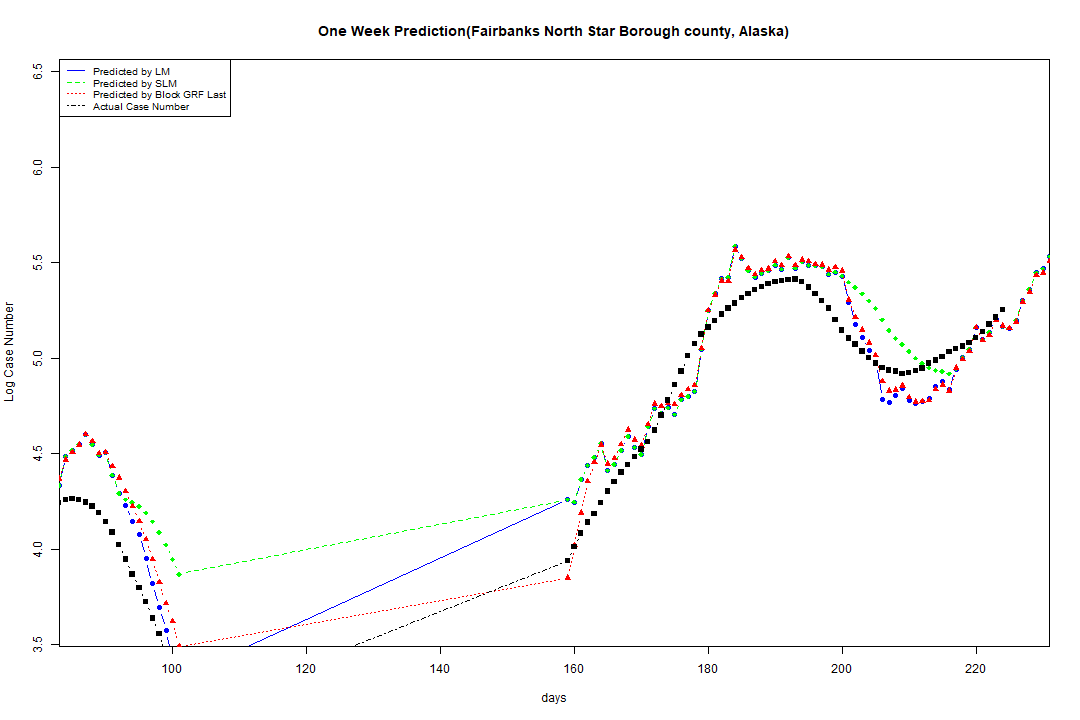 One Week Prediction(Fairbanks North Star Borough county, Alaska)
Predicted by LM
Predicted by SLM
Predicted by Block GRF Last
Actual Case Number
6.5
6.0
5.5
5.0
4.5
4.0
3.5
Log Case Number
100 120 140 160 180 200 220
days